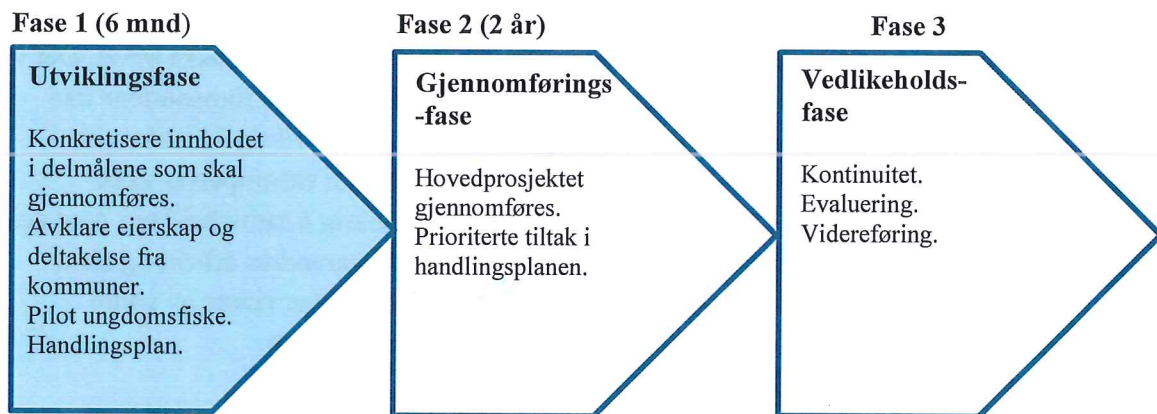 Fase 1 (6 mnd)
Utviklingsfase
Konkretisere innholdet
i delmålene som skal
gjennomføres.
Avklare eierskap og
deltakelse fra
kommuner.
Pilot ungdomsfiske.
Handlingsplan.
Fase 2 (2 år)
Gjennomførings
-fase
Hovedprosjektet
gjennomføres.
Prioriterte tiltak i
handlingsplanen.
Fase 3
Vedlikeholds-
fase
Kontinuitet.
Evaluering.
Videreføring.